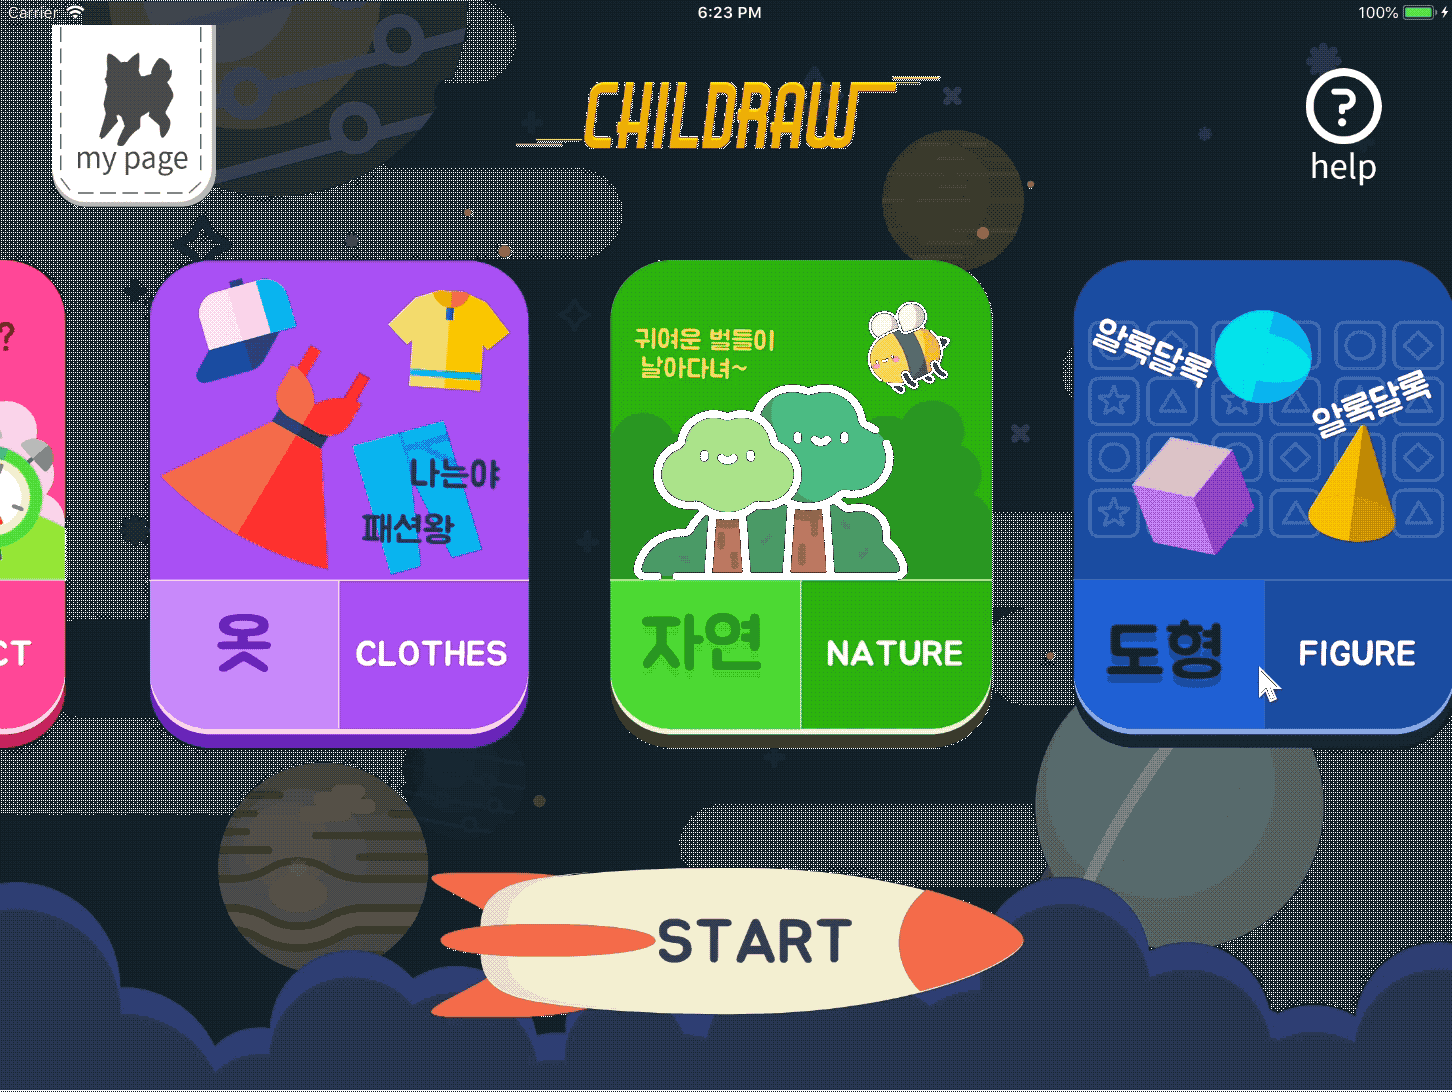 Carrier
6:23 PM
100%
my page
CHILDRAW
?
help
?
귀여운 벌들이
날아다녀~
알록달록
알록달록
나는야
패션왕
CT
옷
CLOTHES
자연
NATURE
도형
FIGURE
START